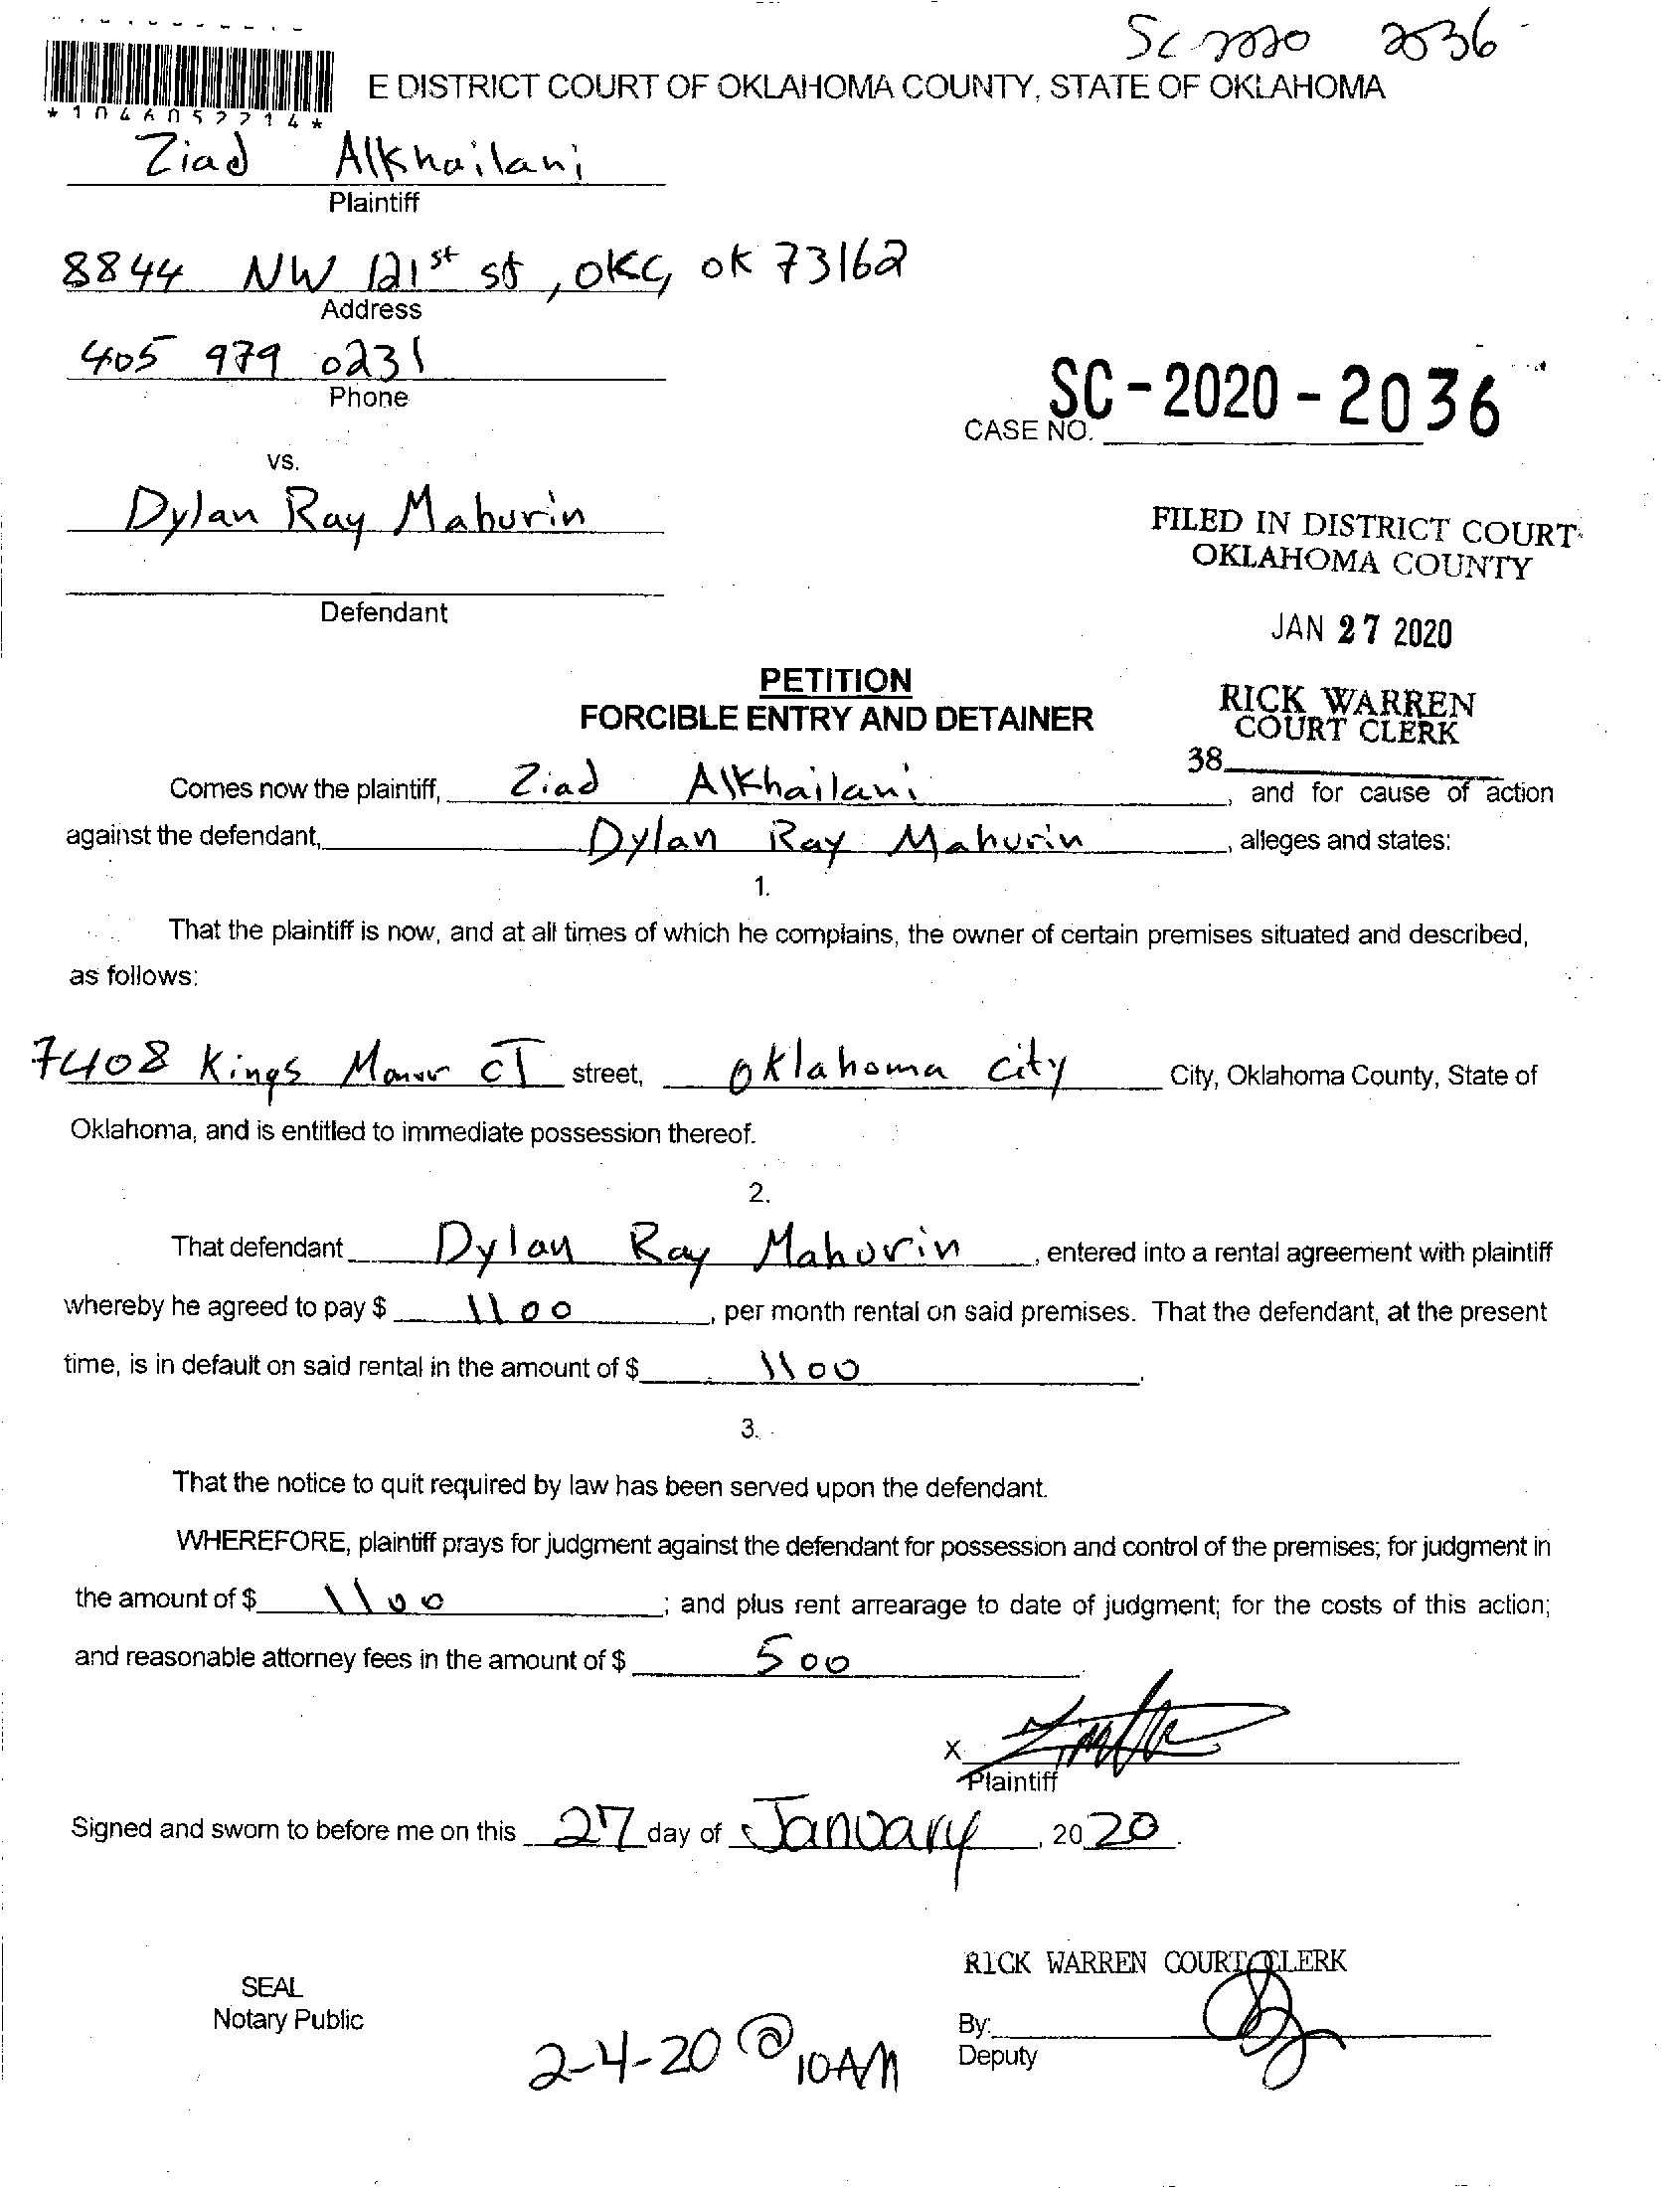 SC 2020 2036
E DISTRICT COURT OF OKLAHOMA COUNTY, STATE OF OKLAHOMA
Ziad Alkhailani
Plaintiff
8844 NW 121st st, OKC, OK 73162
Address
405 979 0231
Phone
SC-2020-2036
CASE NO.
vs.
Dylan Ray Mahurin
FILED IN DISTRICT COURT
OKLAHOMA COUNTY
Defendant
JAN 27 2020
PETITION
FORCIBLE ENTRY AND DETAINER
RICK WARREN
COURT CLERK
38
Comes now the plaintiff, Ziad Alkhailani, and for cause of action
against the defendant, Dylan Ray Mahurin, alleges and states:
1.
That the plaintiff is now, and at all times of which he complains, the owner of certain premises situated and described,
as follows:
7408 Kings Manor CT street, Oklahoma city City, Oklahoma County, State of
Oklahoma, and is entitled to immediate possession thereof.
2.
That defendant Dylan Ray Mahurin, entered into a rental agreement with plaintiff
whereby he agreed to pay $ 1100, per month rental on said premises. That the defendant, at the present
time, is in default on said rental in the amount of $ 1100.
3.
That the notice to quit required by law has been served upon the defendant.
WHEREFORE, plaintiff prays for judgment against the defendant for possession and control of the premises; for judgment in
the amount of $ 1100; and plus rent arrearage to date of judgment; for the costs of this action;
and reasonable attorney fees in the amount of $ 500
X
Plaintiff
Signed and sworn to before me on this 27 day of January, 2020.
RICK WARREN COURT CLERK
SEAL
Notary Public
By:
Deputy
2-4-20 @ 10AM